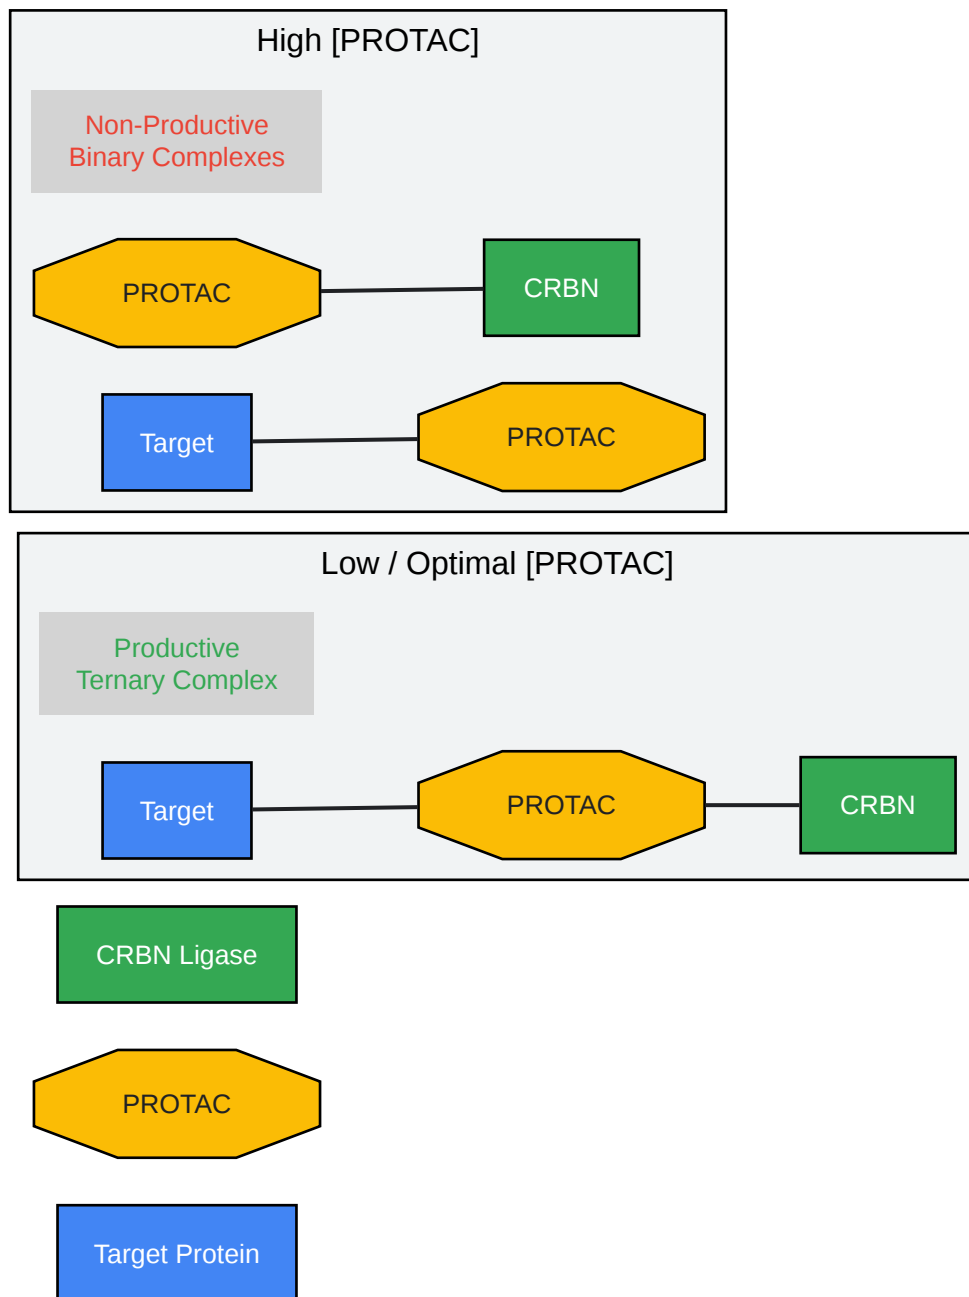 High [PROTAC]
Non-Productive
Binary Complexes
PROTAC
CRBN
Target
PROTAC
Low / Optimal [PROTAC]
Productive
Ternary Complex
Target
PROTAC
CRBN
CRBN Ligase
PROTAC
Target Protein